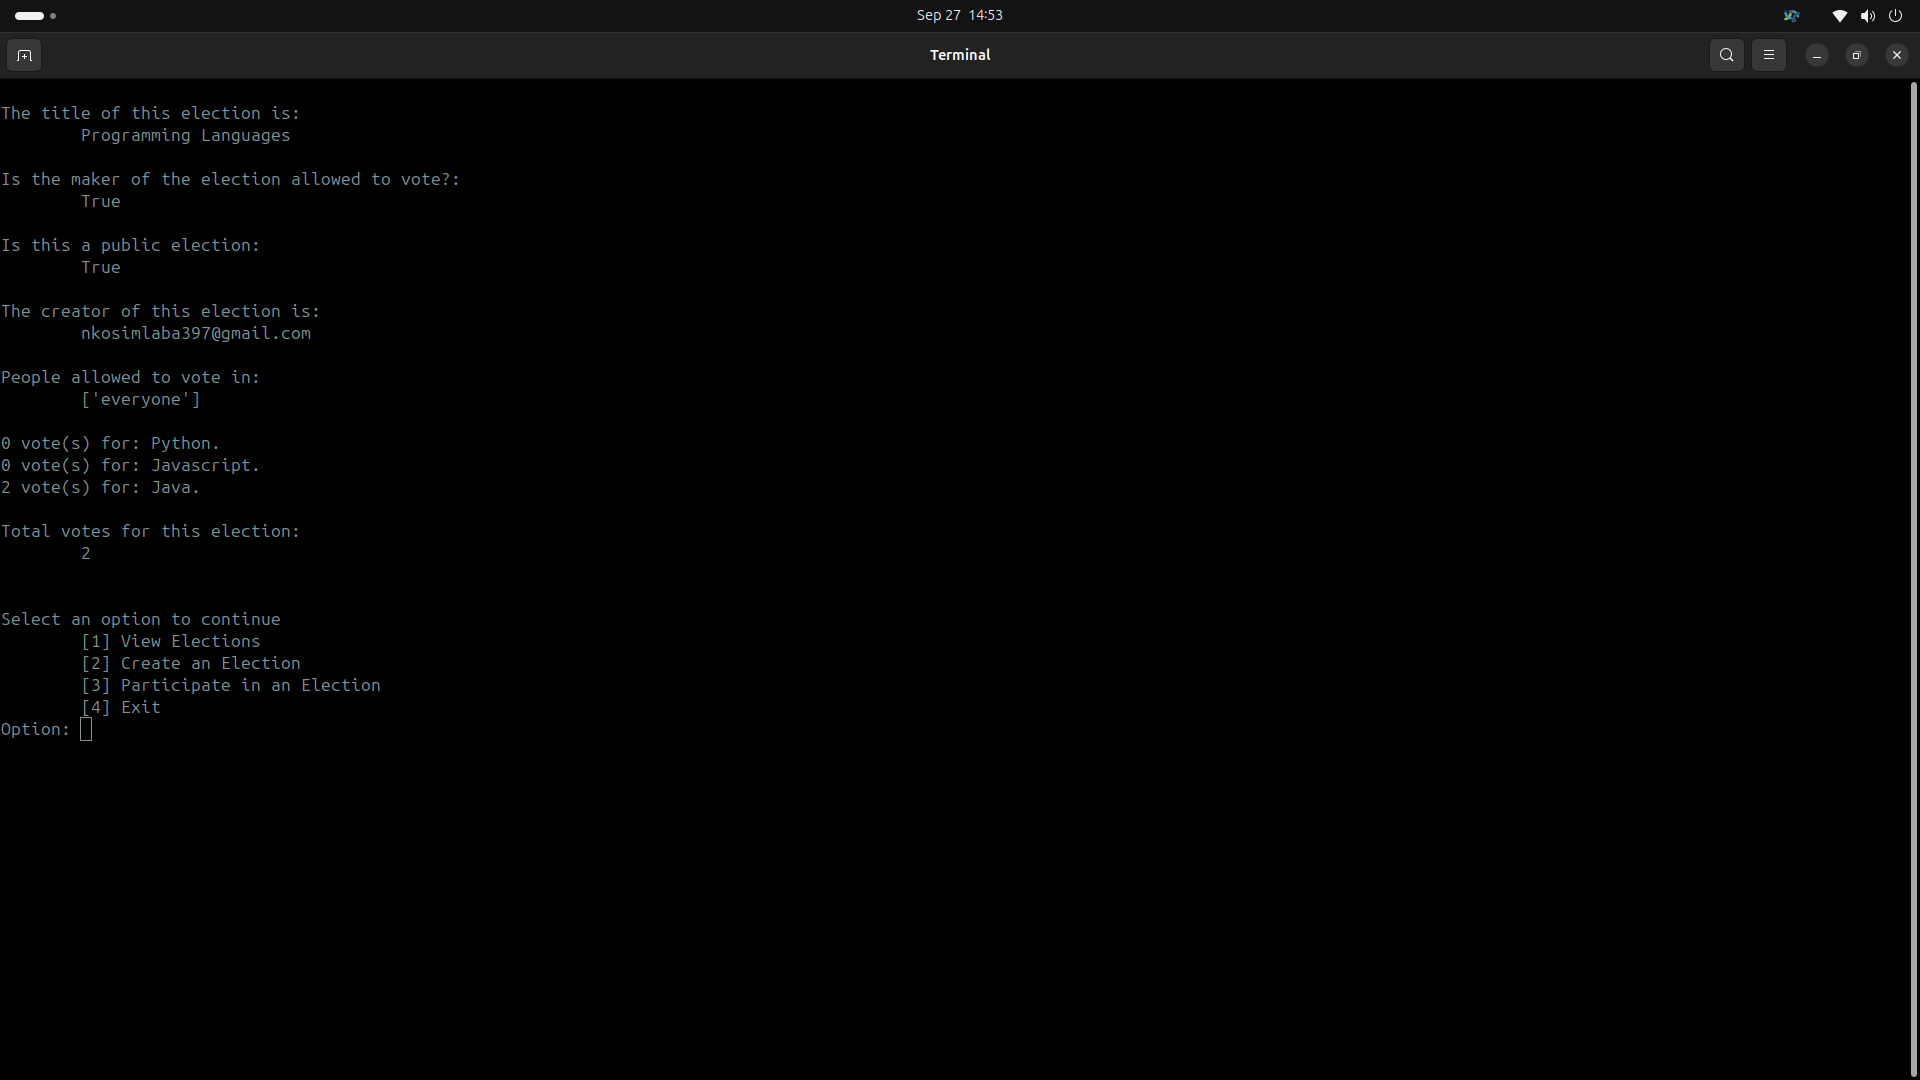 Sep 27 14:53
Terminal
The title of this election is:
Programming Languages
Is the maker of the election allowed to vote?:
True
Is this a public election:
True
The creator of this election is:
nkosimlaba397@gmail.com
People allowed to vote in:
['everyone']
0 vote(s) for: Python.
0 vote(s) for: Javascript.
2 vote(s) for: Java.
Total votes for this election:
2
Select an option to continue
[1] View Elections
[2] Create an Election
[3] Participate in an Election
[4] Exit
Option: